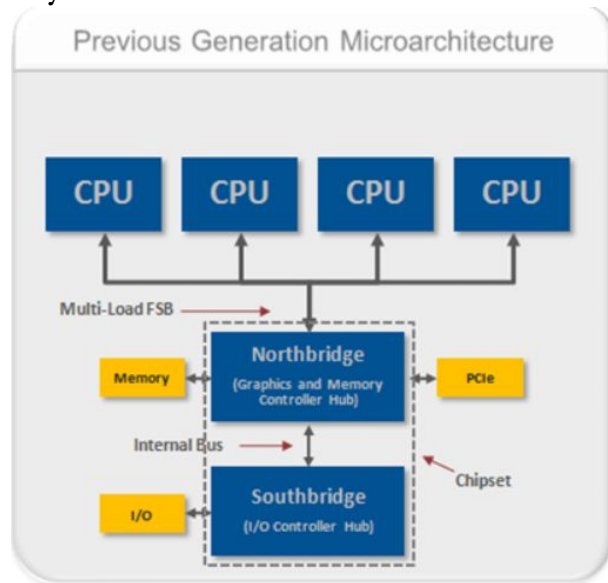 Previous Generation Microarchitecture
CPU CPU CPU CPU
Multi-Load FSB
Northbridge
(Graphics and Memory
Controller Hub)
Memory
PCIe
Internal Bus
Chipset
Southbridge
(I/O Controller Hub)
I/O